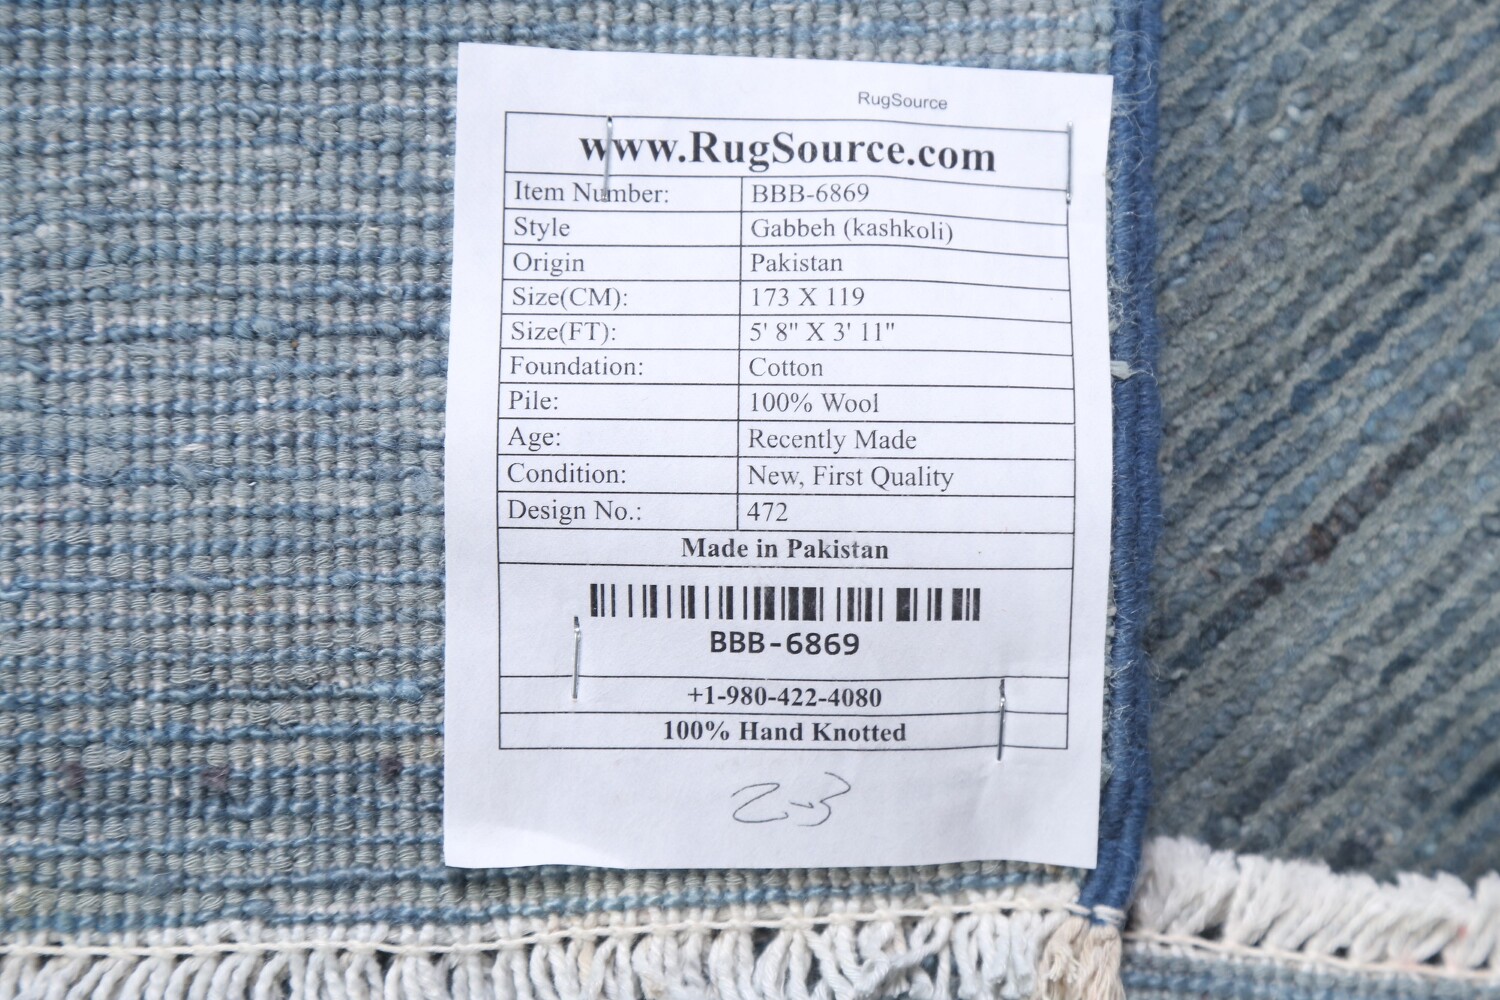 RugSource
www.RugSource.com
Item Number: BBB-6869
Style Gabbeh (kashkoli)
Origin Pakistan
Size(CM): 173 X 119
Size(FT): 5' 8" X 3' 11"
Foundation: Cotton
Pile: 100% Wool
Age: Recently Made
Condition: New, First Quality
Design No.: 472
Made in Pakistan
BBB-6869
+1-980-422-4080
100% Hand Knotted
2-3